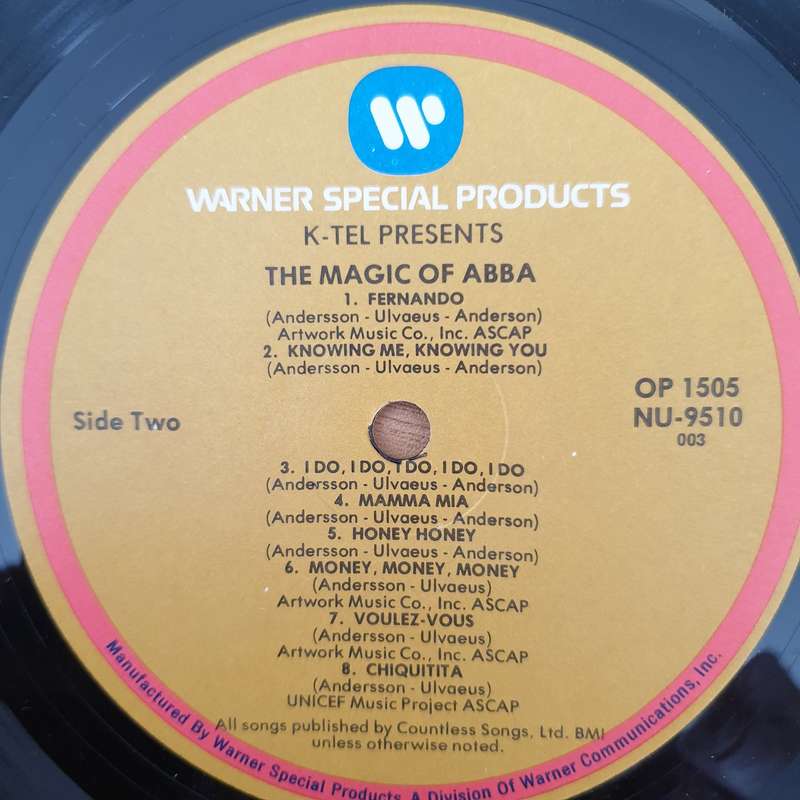 WARNER SPECIAL PRODUCTS
K-TEL PRESENTS
THE MAGIC OF ABBA
1. FERNANDO
(Andersson - Ulvaeus - Anderson)
Artwork Music Co., Inc. ASCAP
2. KNOWING ME, KNOWING YOU
(Andersson - Ulvaeus - Anderson)
Side Two
OP 1505
NU-9510
003
3. I DO, I DO, I DO, I DO, I DO
(Andersson - Ulvaeus - Anderson)
4. MAMMA MIA
(Andersson - Ulvaeus - Anderson)
5. HONEY HONEY
(Andersson - Ulvaeus - Anderson)
6. MONEY, MONEY, MONEY
(Andersson - Ulvaeus)
Artwork Music Co., Inc. ASCAP
7. VOULEZ-VOUS
(Andersson - Ulvaeus)
Artwork Music Co., Inc. ASCAP
8. CHIQUITITA
(Andersson - Ulvaeus)
UNICEF Music Project ASCAP
All songs published by Countless Songs, Ltd. BMI
unless otherwise noted.
Manufactured By Warner Special Products, A Division Of Warner Communications, Inc.